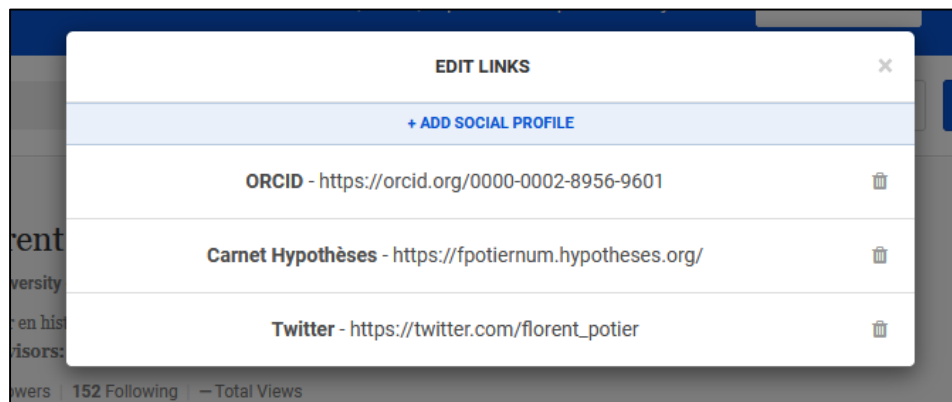 EDIT LINKS
×
+ ADD SOCIAL PROFILE
ORCID - https://orcid.org/0000-0002-8956-9601
Carnet Hypothèses - https://fpotiernum.hypotheses.org/
Twitter - https://twitter.com/florent_potier
rent
versity
r en hist
visors:
owers | 152 Following | — Total Views